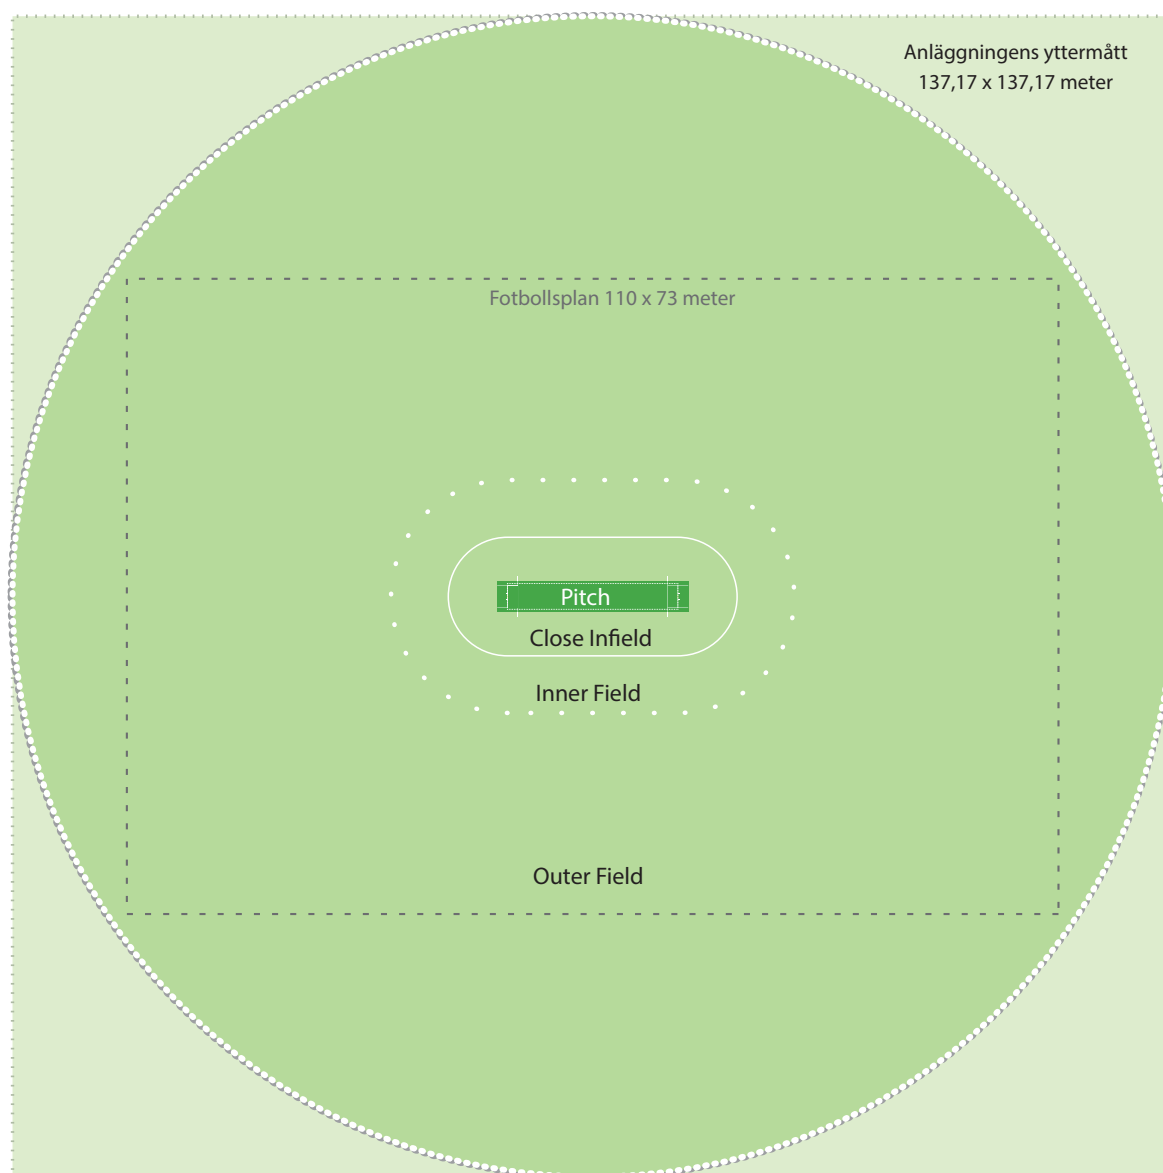 Anläggningens yttermått
137,17 x 137,17 meter
Fotbollsplan 110 x 73 meter
Pitch
Close Infield
Inner Field
Outer Field